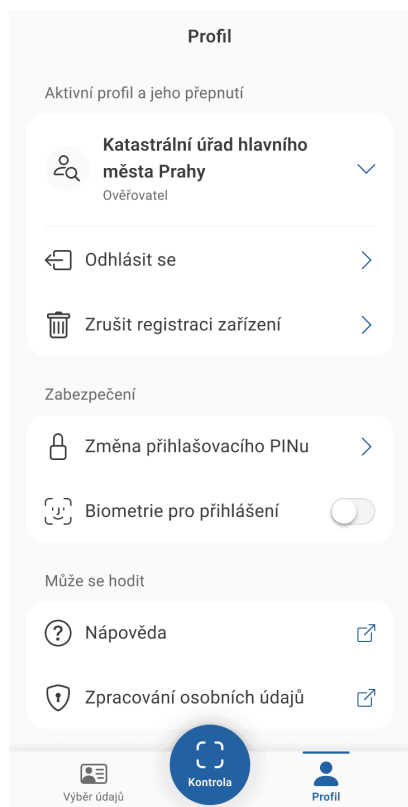 Profil
Aktivní profil a jeho přepnutí
Katastrální úřad hlavního
města Prahy
Ověřovatel
Odhlásit se
Zrušit registraci zařízení
Zabezpečení
Změna přihlašovacího PINu
Biometrie pro přihlášení
Může se hodit
Nápověda
Zpracování osobních údajů
Výběr údajů
Kontrola
Profil